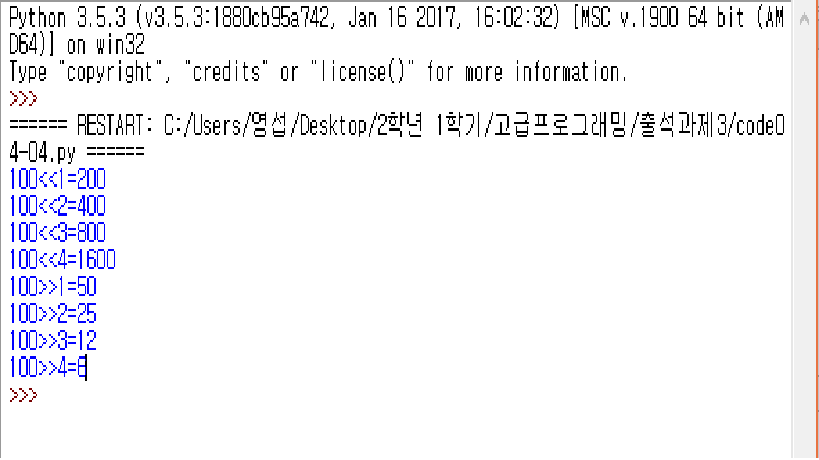 Python 3.5.3 (v3.5.3:1880cb95a742, Jan 16 2017, 16:02:32) [MSC v.1900 64 bit (AM
D64)] on win32
Type "copyright", "credits" or "license()" for more information.
>>>
====== RESTART: C:/Users/영섭/Desktop/2학년 1학기/고급프로그래밍/출석과제3/code0
4-04.py ======
100<<1=200
100<<2=400
100<<3=800
100<<4=1600
100>>1=50
100>>2=25
100>>3=12
100>>4=6
>>>